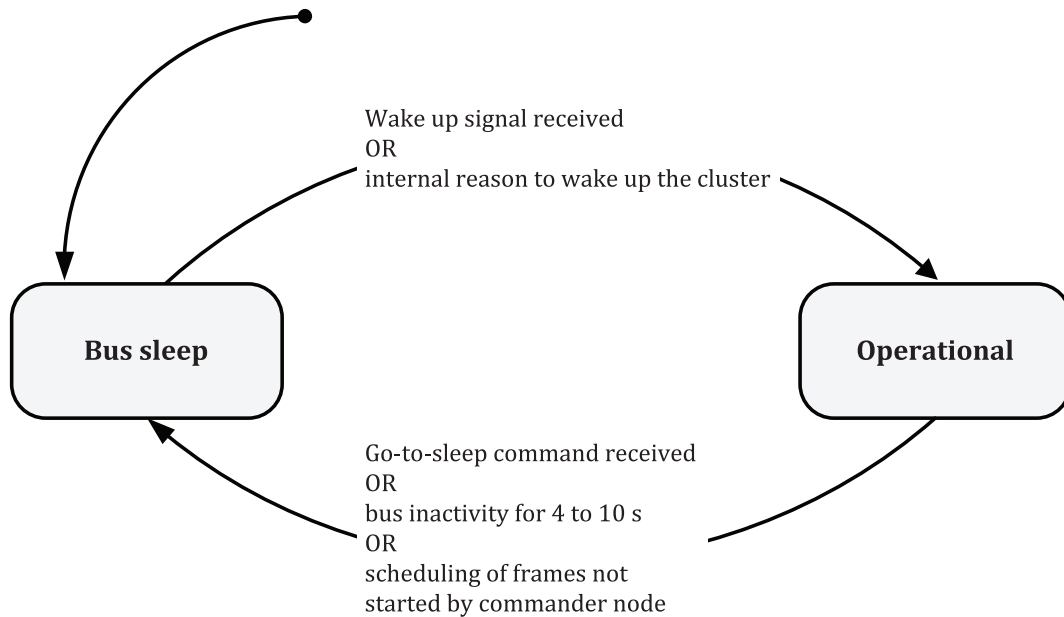 Wake up signal received
OR
internal reason to wake up the cluster
Bus sleep
Operational
Go-to-sleep command received
OR
bus inactivity for 4 to 10 s
OR
scheduling of frames not
started by commander node